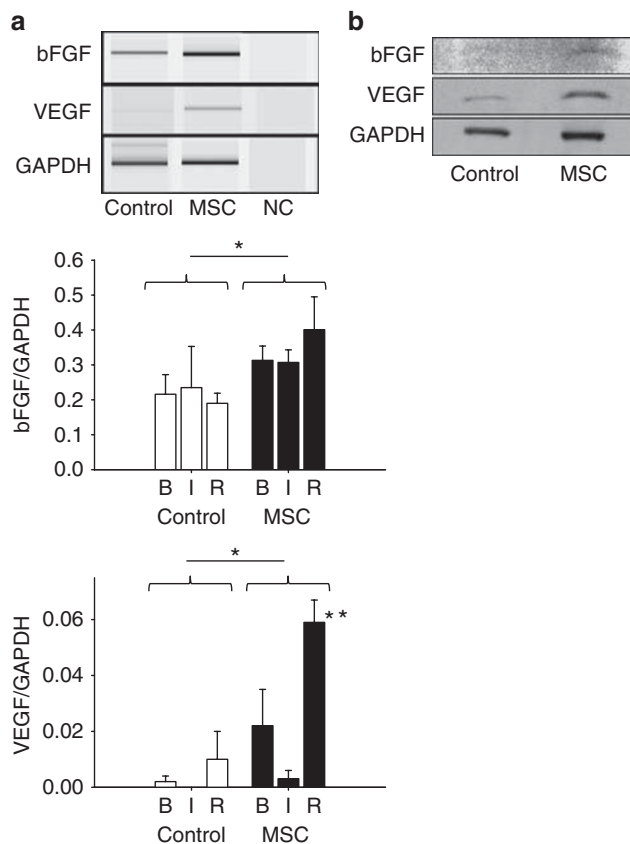 a
bFGF
VEGF
GAPDH
Control MSC NC
b
bFGF
VEGF
GAPDH
Control MSC
*
0.6
0.5
0.4
0.3
0.2
0.1
0.0
bFGF/GAPDH
B I R B I R
Control MSC
*
0.06
0.04
0.02
0.00
VEGF/GAPDH
**
B I R B I R
Control MSC